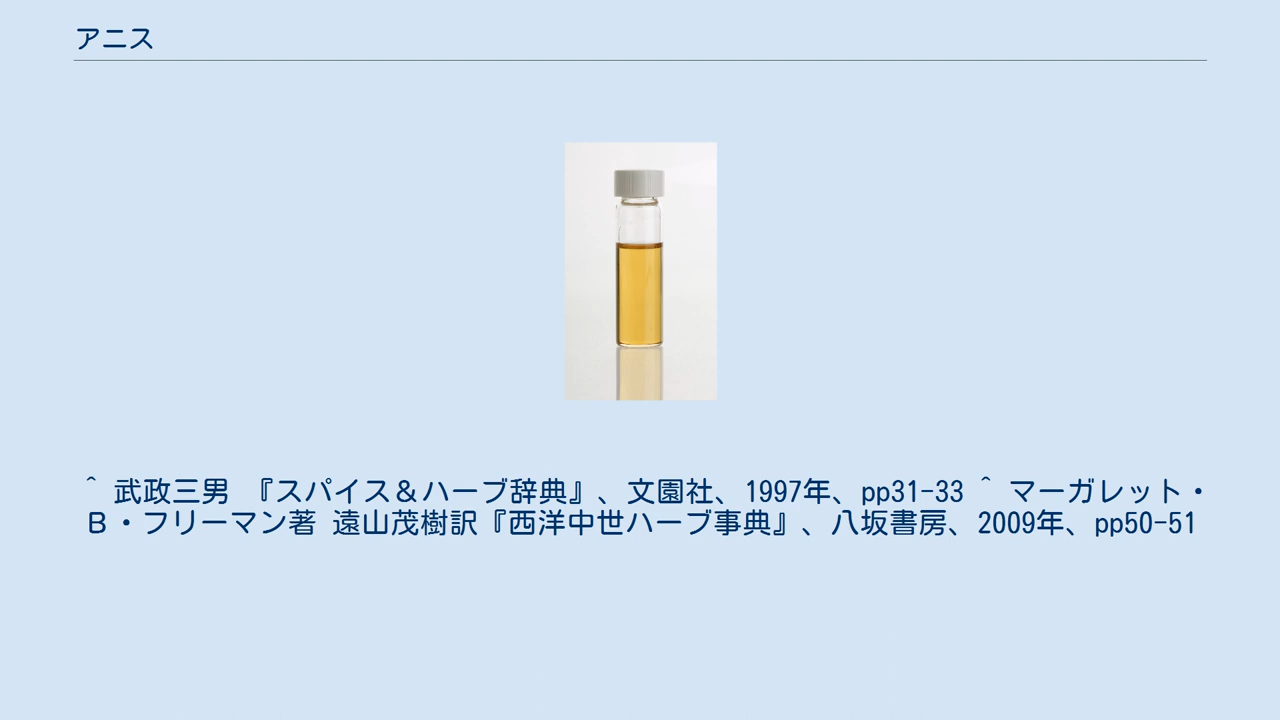 アニス
^ 武政三男 『スパイス＆ハーブ辞典』、文園社、1997年、pp31-33 ^ マーガレット・
B・フリーマン著 遠山茂樹訳『西洋中世ハーブ事典』、八坂書房、2009年、pp50-51